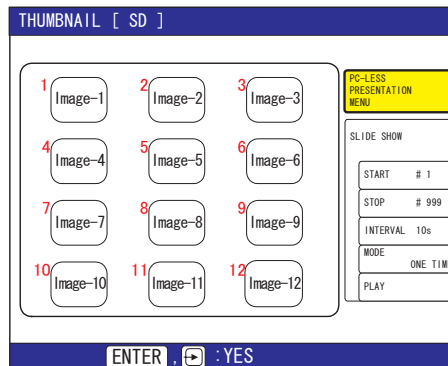 THUMBNAIL [ SD ]
1 Image-1
2 Image-2
3 Image-3
4 Image-4
5 Image-5
6 Image-6
7 Image-7
8 Image-8
9 Image-9
10 Image-10
11 Image-11
12 Image-12
PC-LESS
PRESENTATION
MENU
SLIDE SHOW
START # 1
STOP # 999
INTERVAL 10s
MODE
ONE TIM
PLAY
ENTER , :YES